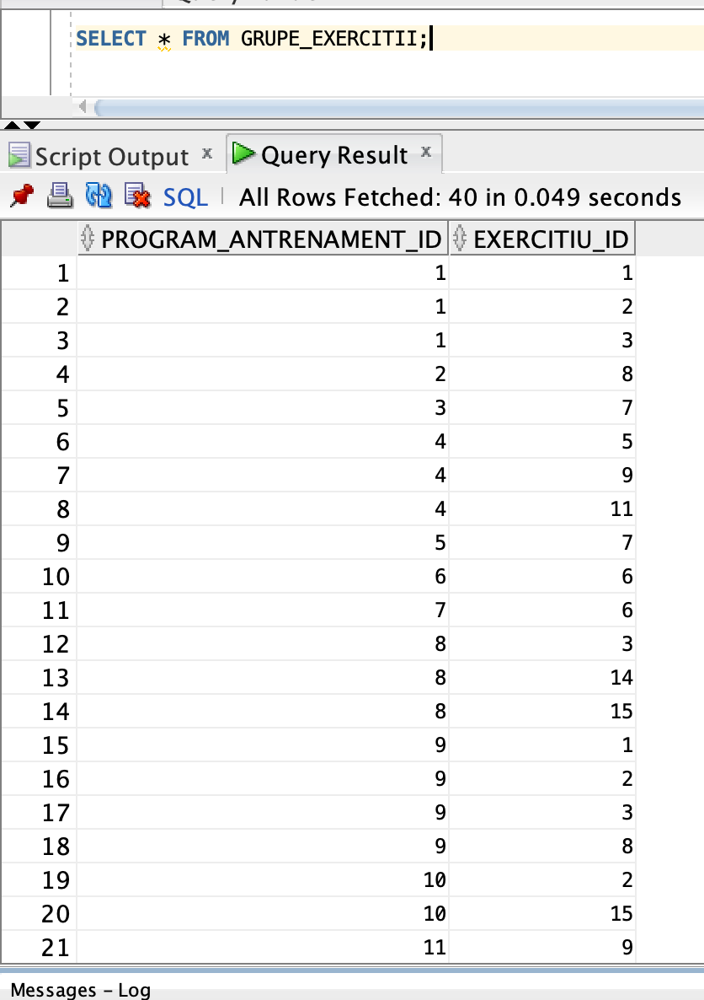 SELECT * FROM GRUPE_EXERCITII;
Script Output x Query Result x
SQL | All Rows Fetched: 40 in 0.049 seconds
PROGRAM_ANTRENAMENT_ID EXERCITIU_ID
1 1 1
2 1 2
3 1 3
4 2 8
5 3 7
6 4 5
7 4 9
8 4 11
9 5 7
10 6 6
11 7 6
12 8 3
13 8 14
14 8 15
15 9 1
16 9 2
17 9 3
18 9 8
19 10 2
20 10 15
21 11 9
Messages - Log